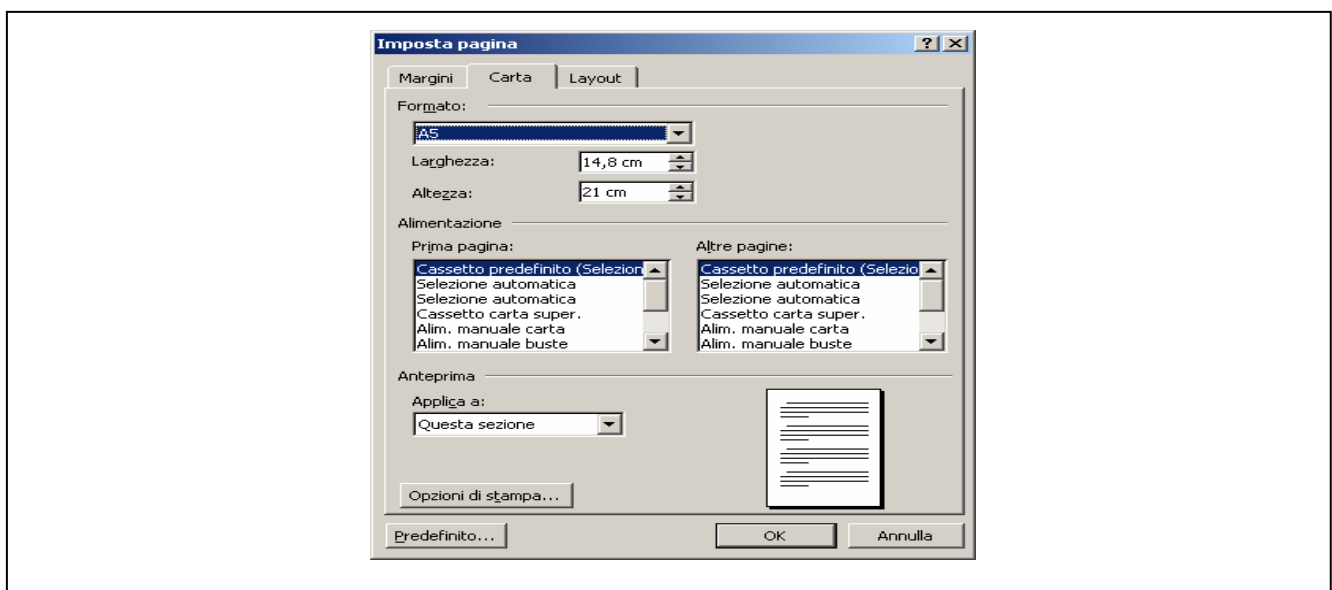 Imposta pagina
Margini Carta Layout
Formato:
A5
Larghezza: 14,8 cm
Altezza: 21 cm
Alimentazione
Prima pagina: Altre pagine:
Cassetto predefinito (Selezion Cassetto predefinito (Selezio
Selezione automatica Selezione automatica
Selezione automatica Selezione automatica
Cassetto carta super. Cassetto carta super.
Alim. manuale carta Alim. manuale carta
Alim. manuale buste Alim. manuale buste
Anteprima
Applica a:
Questa sezione
Opzioni di stampa...
Predefinito... OK Annulla